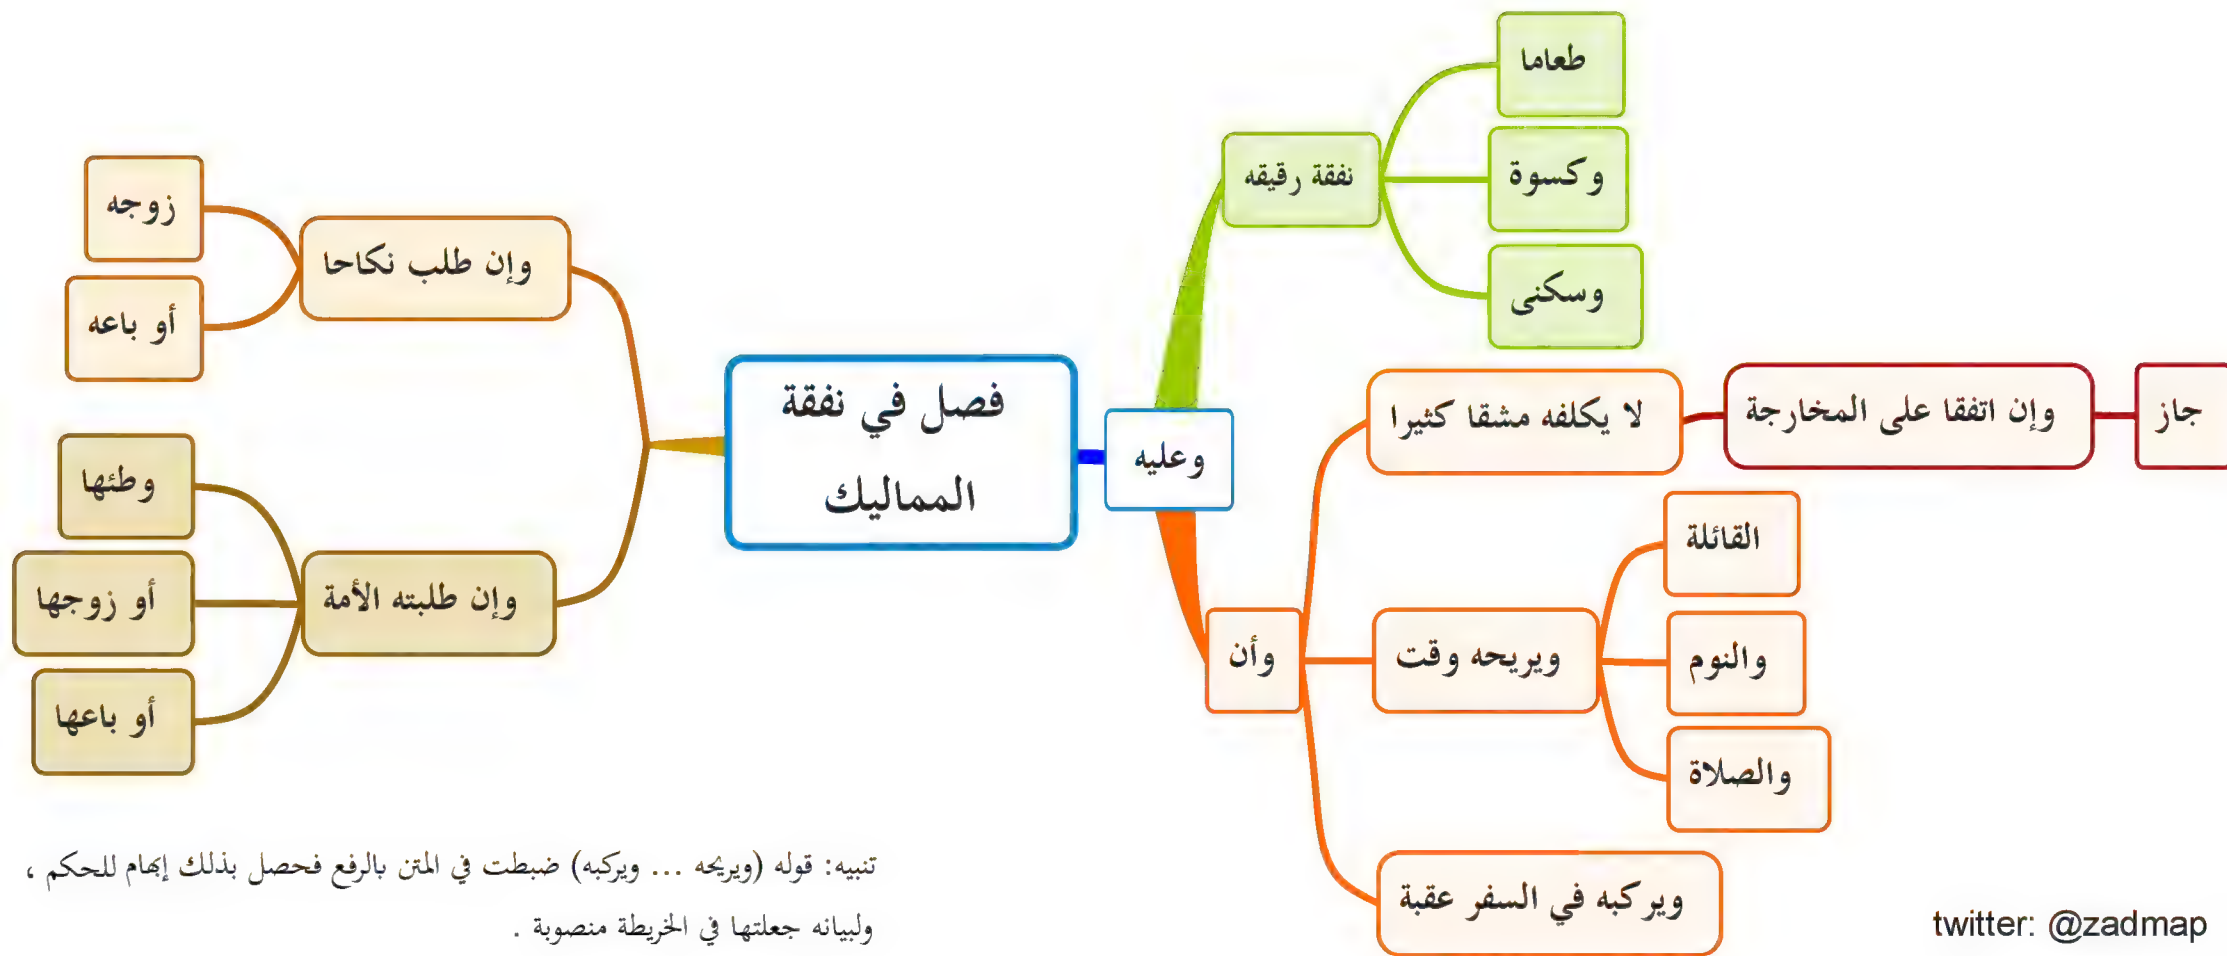 فصل في نفقة
المماليك
وعليه
نفقة رقيقه
طعاما
وكسوة
وسكنى
وأن
لا يكلفه مشقا كثيرا
وإن اتفقا على المخارجة
جاز
ويريحه وقت
القائلة
والنوم
والصلاة
ويركبه في السفر عقبة
وإن طلب نكاحا
زوجه
أو باعه
وإن طلبته الأمة
وطئها
أو زوجها
أو باعها
تنبيه: قوله (ويريحه ... ويركبه) ضبطت في المتن بالرفع فحصل بذلك إبهام للحكم ،
ولبيانه جعلتها في الخريطة منصوبة .
twitter: @zadmap